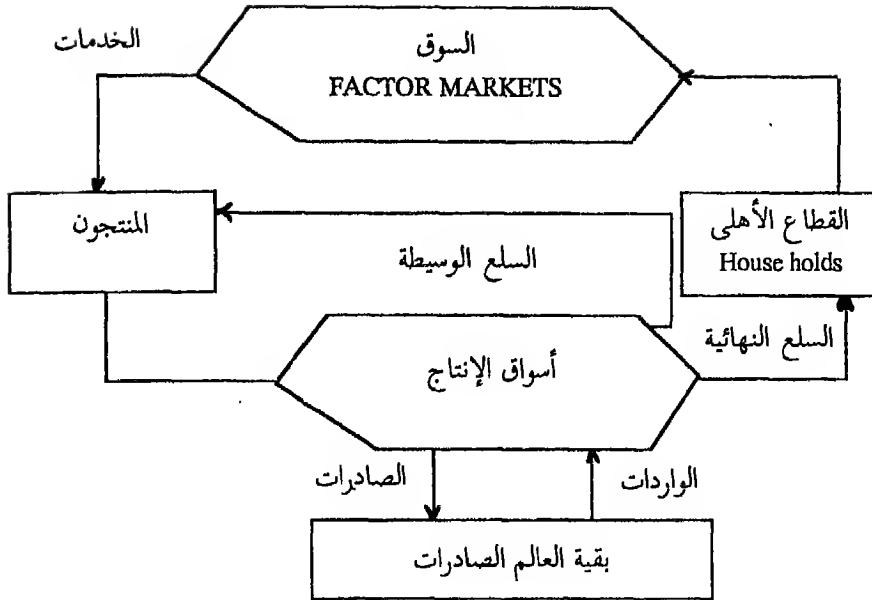 الخدمات
السوق
FACTOR MARKETS
المنتجون
القطاع الأهلى
House holds
السلع الوسيطة
السلع النهائية
أسواق الإنتاج
الصادرات
الواردات
بقية العالم الصادرات